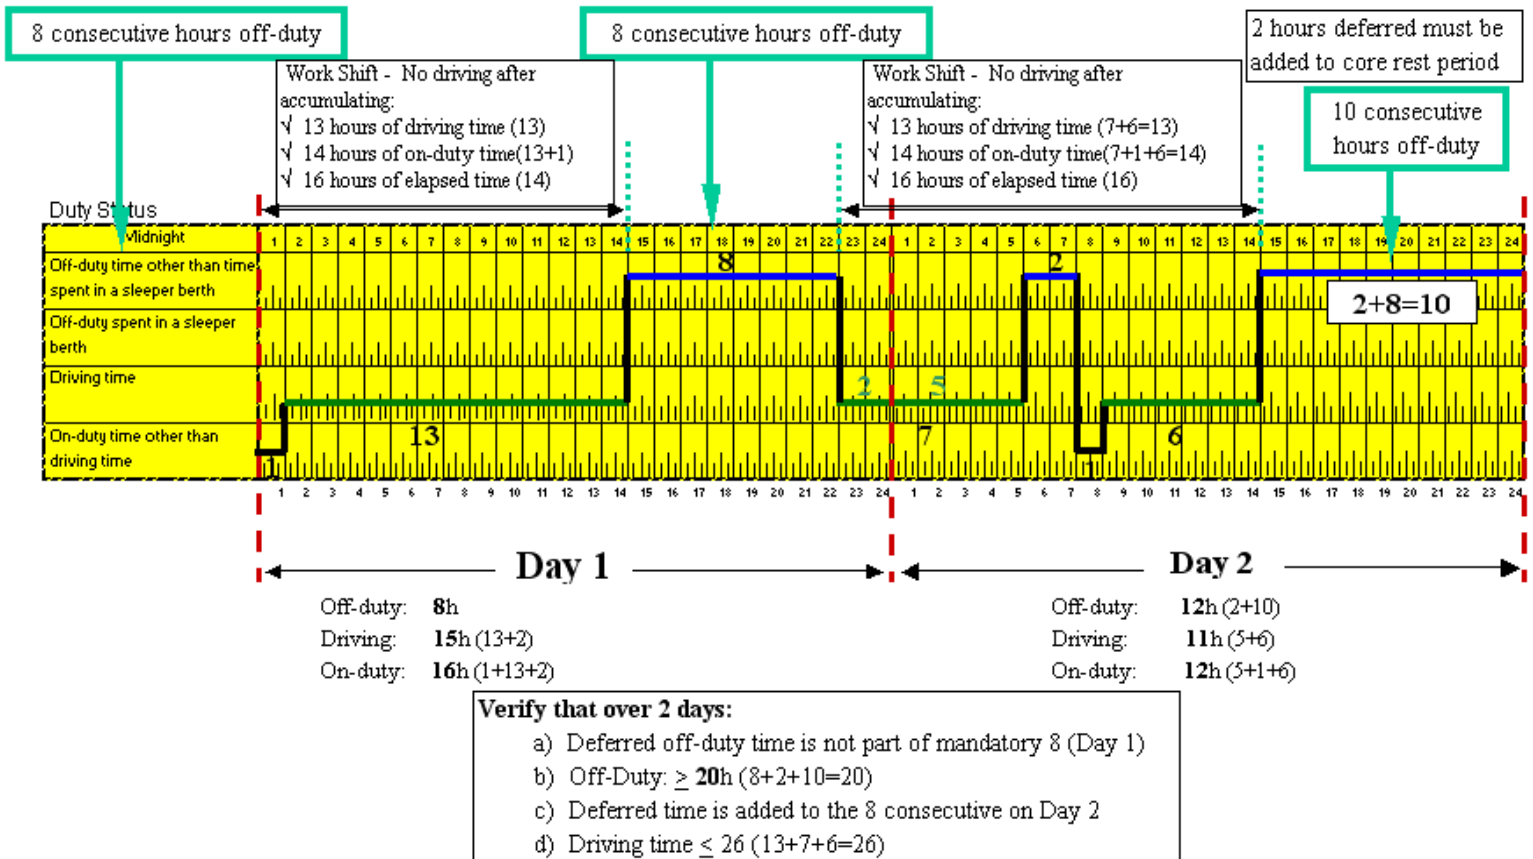 8 consecutive hours off-duty
8 consecutive hours off-duty
2 hours deferred must be
added to core rest period
Work Shift - No driving after
accumulating:
√ 13 hours of driving time (13)
√ 14 hours of on-duty time(13+1)
√ 16 hours of elapsed time (14)
Work Shift - No driving after
accumulating:
√ 13 hours of driving time (7+6=13)
√ 14 hours of on-duty time(7+1+6=14)
√ 16 hours of elapsed time (16)
10 consecutive
hours off-duty
Duty Status
Midnight
1 2 3 4 5 6 7 8 9 10 11 12 13 14 15 16 17 18 19 20 21 22 23 24 1 2 3 4 5 6 7 8 9 10 11 12 13 14 15 16 17 18 19 20 21 22 23 24
Off-duty time other than time
spent in a sleeper berth
8
2
2+8=10
Off-duty spent in a sleeper
berth
Driving time
2
5
On-duty time other than
driving time
13
7
6
1
1
1 2 3 4 5 6 7 8 9 10 11 12 13 14 15 16 17 18 19 20 21 22 23 24 1 2 3 4 5 6 7 8 9 10 11 12 13 14 15 16 17 18 19 20 21 22 23 24
Day 1
Day 2
Off-duty: 8h
Driving: 15h (13+2)
On-duty: 16h (1+13+2)
Off-duty: 12h (2+10)
Driving: 11h (5+6)
On-duty: 12h (5+1+6)
Verify that over 2 days:
a) Deferred off-duty time is not part of mandatory 8 (Day 1)
b) Off-Duty: ≥ 20h (8+2+10=20)
c) Deferred time is added to the 8 consecutive on Day 2
d) Driving time ≤ 26 (13+7+6=26)